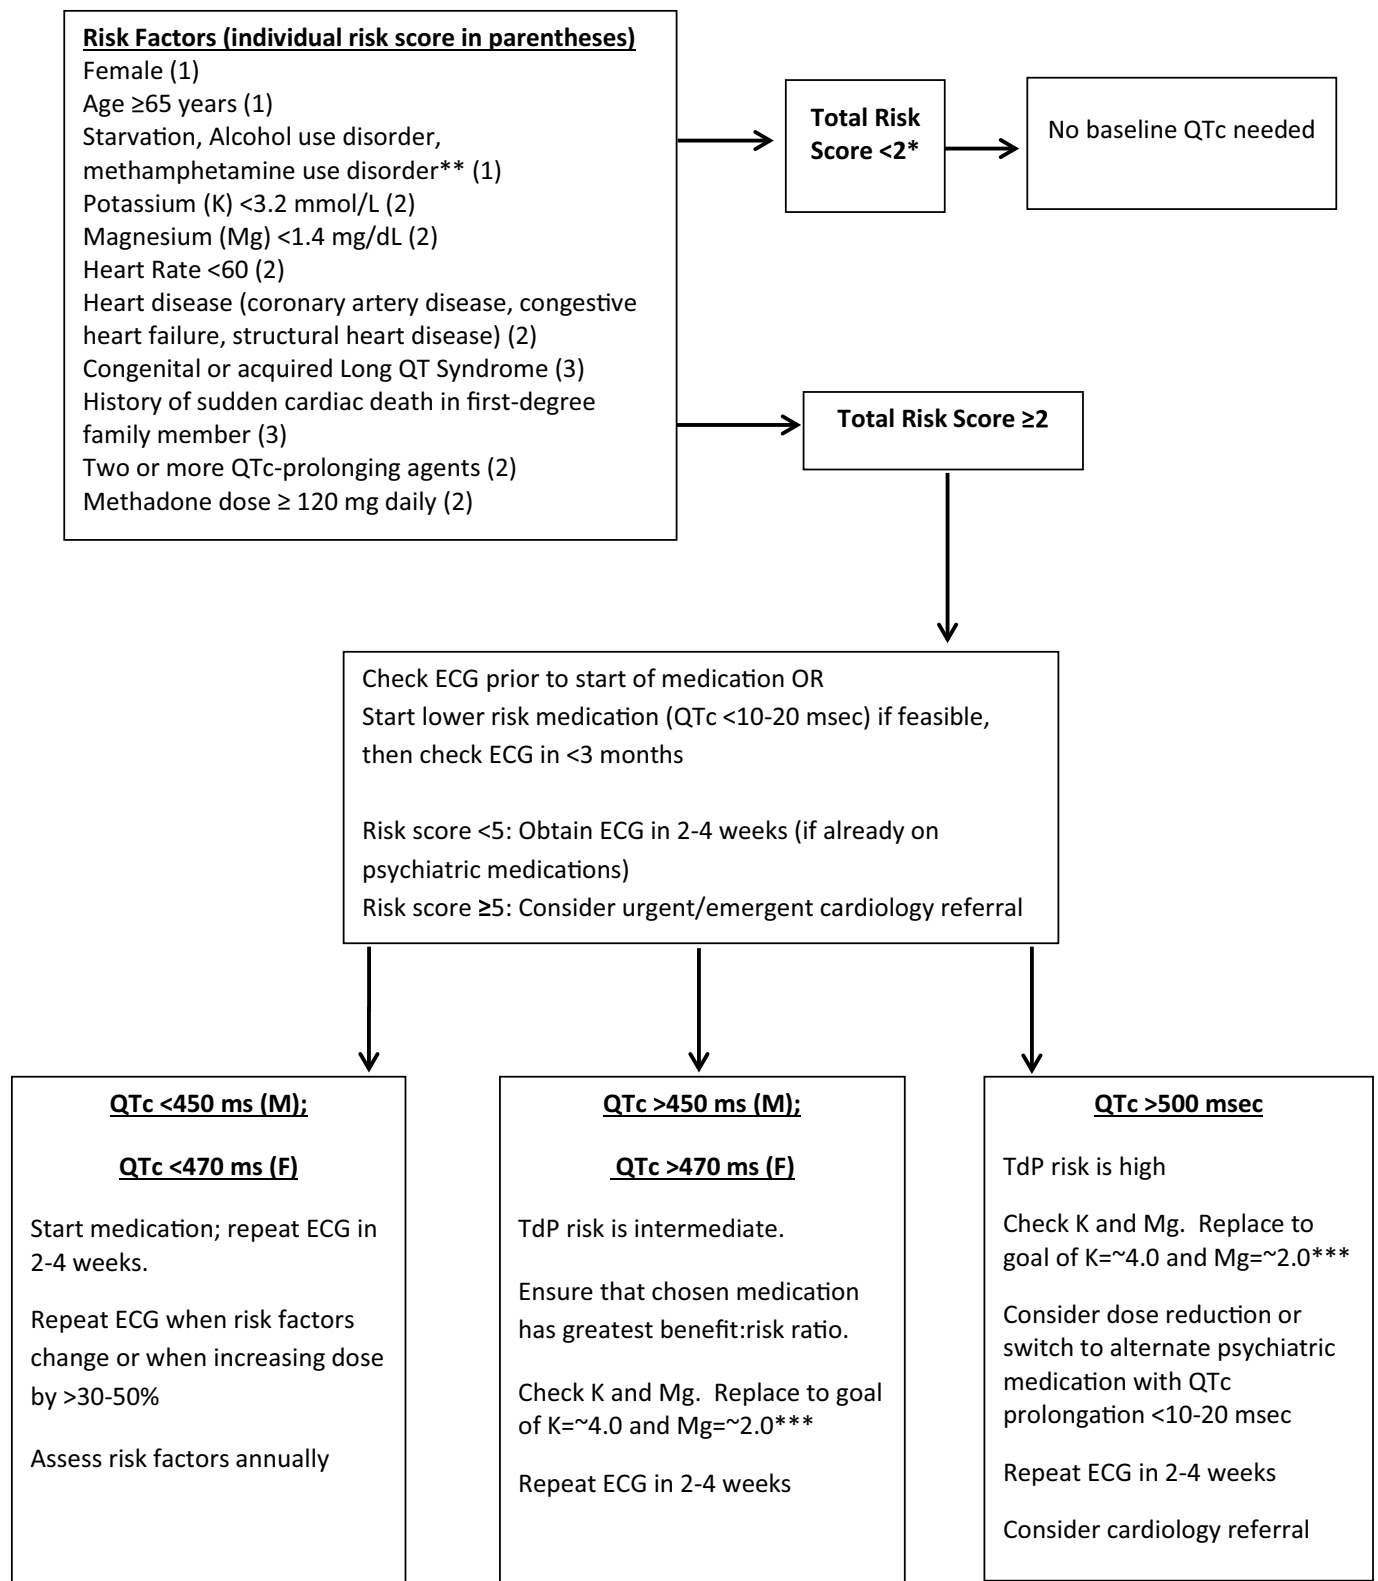 Risk Factors (individual risk score in parentheses)
Female (1)
Age ≥65 years (1)
Starvation, Alcohol use disorder,
methamphetamine use disorder** (1)
Potassium (K) <3.2 mmol/L (2)
Magnesium (Mg) <1.4 mg/dL (2)
Heart Rate <60 (2)
Heart disease (coronary artery disease, congestive
heart failure, structural heart disease) (2)
Congenital or acquired Long QT Syndrome (3)
History of sudden cardiac death in first-degree
family member (3)
Two or more QTc-prolonging agents (2)
Methadone dose ≥ 120 mg daily (2)
Total Risk
Score <2*
No baseline QTc needed
Total Risk Score ≥2
Check ECG prior to start of medication OR
Start lower risk medication (QTc <10-20 msec) if feasible,
then check ECG in <3 months
Risk score <5: Obtain ECG in 2-4 weeks (if already on
psychiatric medications)
Risk score ≥5: Consider urgent/emergent cardiology referral
QTc <450 ms (M);
QTc <470 ms (F)
Start medication; repeat ECG in
2-4 weeks.
Repeat ECG when risk factors
change or when increasing dose
by >30-50%
Assess risk factors annually
QTc >450 ms (M);
QTc >470 ms (F)
TdP risk is intermediate.
Ensure that chosen medication
has greatest benefit:risk ratio.
Check K and Mg.  Replace to goal
of K=~4.0 and Mg=~2.0***
Repeat ECG in 2-4 weeks
QTc >500 msec
TdP risk is high
Check K and Mg.  Replace to
goal of K=~4.0 and Mg=~2.0***
Consider dose reduction or
switch to alternate psychiatric
medication with QTc
prolongation <10-20 msec
Repeat ECG in 2-4 weeks
Consider cardiology referral